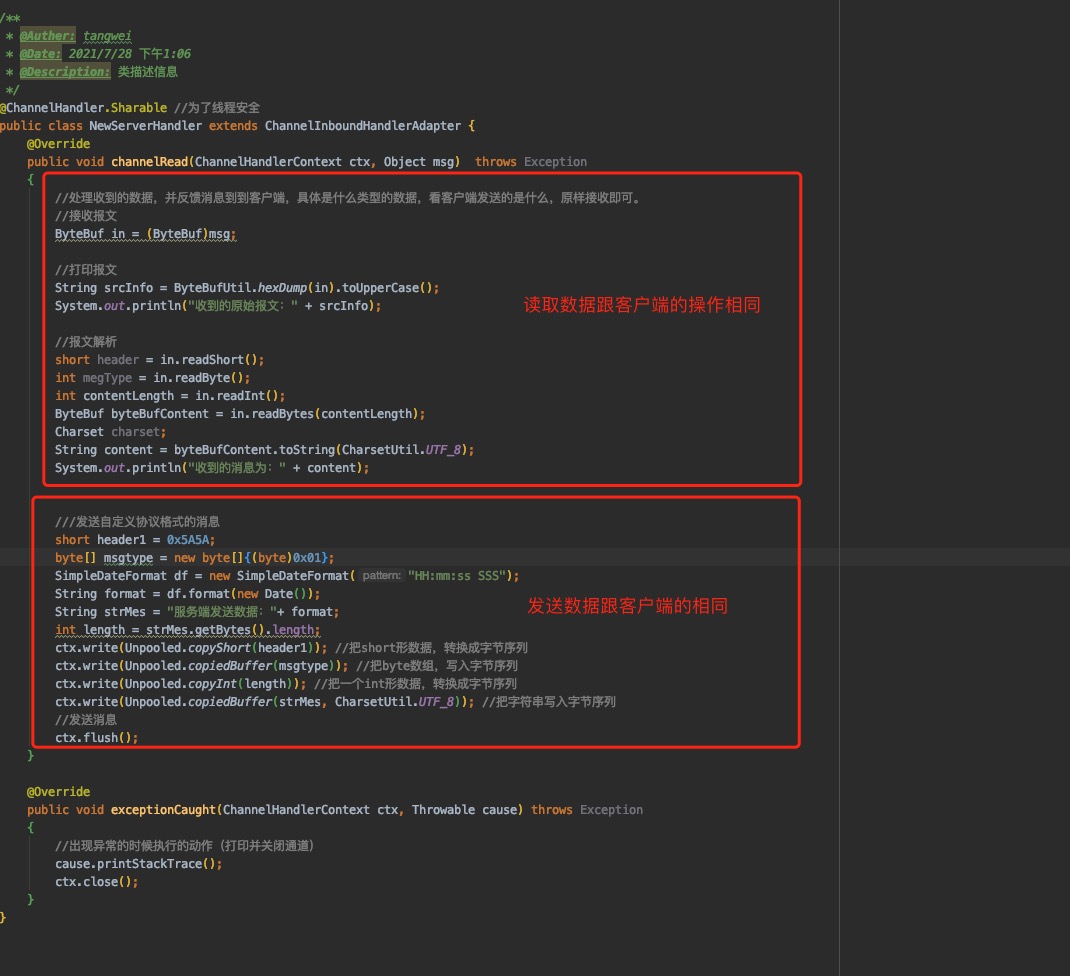 /**
* @Auther: tangwei
* @Date: 2021/7/28 下午1:06
* @Description: 类描述信息
*/
@ChannelHandler.Sharable //为了线程安全
public class NewServerHandler extends ChannelInboundHandlerAdapter {
@Override
public void channelRead(ChannelHandlerContext ctx, Object msg) throws Exception
{
//处理收到的数据，并反馈消息到到客户端，具体是什么类型的数据，看客户端发送的是什么，原样接收即可。
//接收报文
ByteBuf in = (ByteBuf)msg;
//打印报文
String srcInfo = ByteBufUtil.hexDump(in).toUpperCase();
System.out.println("收到的原始报文：" + srcInfo);
读取数据跟客户端的操作相同
//报文解析
short header = in.readShort();
int megType = in.readByte();
int contentLength = in.readInt();
ByteBuf byteBufContent = in.readBytes(contentLength);
Charset charset;
String content = byteBufContent.toString(CharsetUtil.UTF_8);
System.out.println("收到的消息为：" + content);
///发送自定义协议格式的消息
short header1 = 0x5A5A;
byte[] msgtype = new byte[]{(byte)0x01};
SimpleDateFormat df = new SimpleDateFormat( pattern: "HH:mm:ss SSS");
String format = df.format(new Date());
String strMes = "服务端发送数据："+ format;
发送数据跟客户端的相同
int length = strMes.getBytes().length;
ctx.write(Unpooled.copyShort(header1)); //把short形数据，转换成字节序列
ctx.write(Unpooled.copiedBuffer(msgtype)); //把byte数组，写入字节序列
ctx.write(Unpooled.copyInt(length)); //把一个int形数据，转换成字节序列
ctx.write(Unpooled.copiedBuffer(strMes, CharsetUtil.UTF_8)); //把字符串写入字节序列
//发送消息
ctx.flush();
}
@Override
public void exceptionCaught(ChannelHandlerContext ctx, Throwable cause) throws Exception
{
//出现异常的时候执行的动作（打印并关闭通道）
cause.printStackTrace();
ctx.close();
}
}